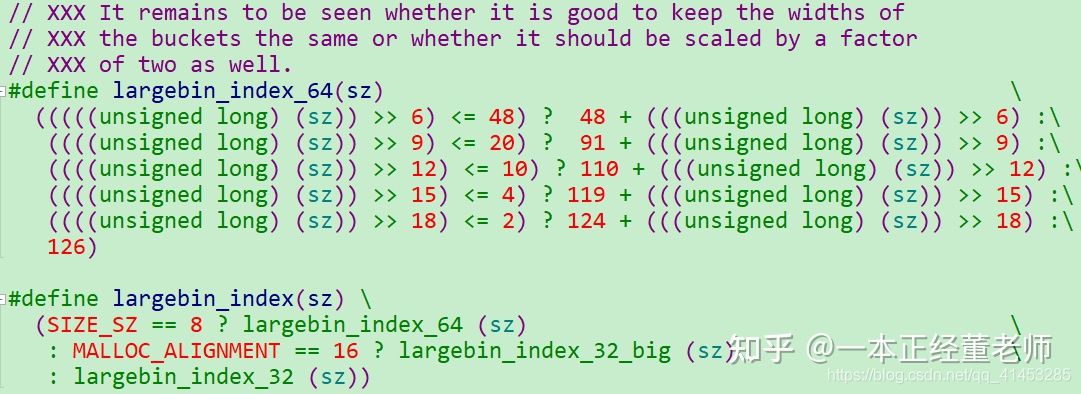 // XXX It remains to be seen whether it is good to keep the widths of
// XXX the buckets the same or whether it should be scaled by a factor
// XXX of two as well.
#define largebin_index_64(sz) \
(((((unsigned long) (sz)) >> 6) <= 48) ? 48 + (((unsigned long) (sz)) >> 6) :\
((((unsigned long) (sz)) >> 9) <= 20) ? 91 + (((unsigned long) (sz)) >> 9) :\
((((unsigned long) (sz)) >> 12) <= 10) ? 110 + (((unsigned long) (sz)) >> 12) :\
((((unsigned long) (sz)) >> 15) <= 4) ? 119 + (((unsigned long) (sz)) >> 15) :\
((((unsigned long) (sz)) >> 18) <= 2) ? 124 + (((unsigned long) (sz)) >> 18) :\
126)
#define largebin_index(sz) \
(SIZE_SZ == 8 ? largebin_index_64 (sz) \
: MALLOC_ALIGNMENT == 16 ? largebin_index_32_big (sz) \
: largebin_index_32 (sz))
知乎 @一本正经董老师
https://blog.csdn.net/qq_41453285